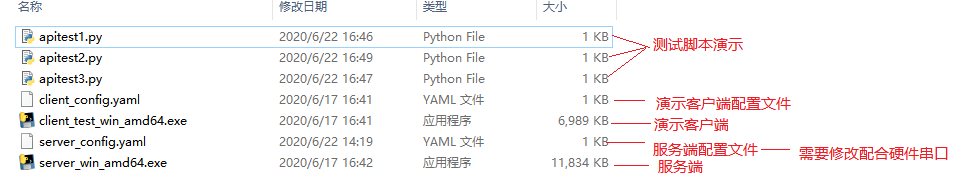 名称 修改日期 类型 大小
apitest1.py 2020/6/22 16:46 Python File 1 KB
apitest2.py 2020/6/22 16:49 Python File 1 KB 测试脚本演示
apitest3.py 2020/6/22 16:47 Python File 1 KB
client_config.yaml 2020/6/17 16:41 YAML 文件 1 KB 演示客户端配置文件
client_test_win_amd64.exe 2020/6/17 16:41 应用程序 6,989 KB 演示客户端
server_config.yaml 2020/6/22 14:19 YAML 文件 1 KB 服务端配置文件 需要修改配合硬件串口
server_win_amd64.exe 2020/6/17 16:42 应用程序 11,834 KB 服务端